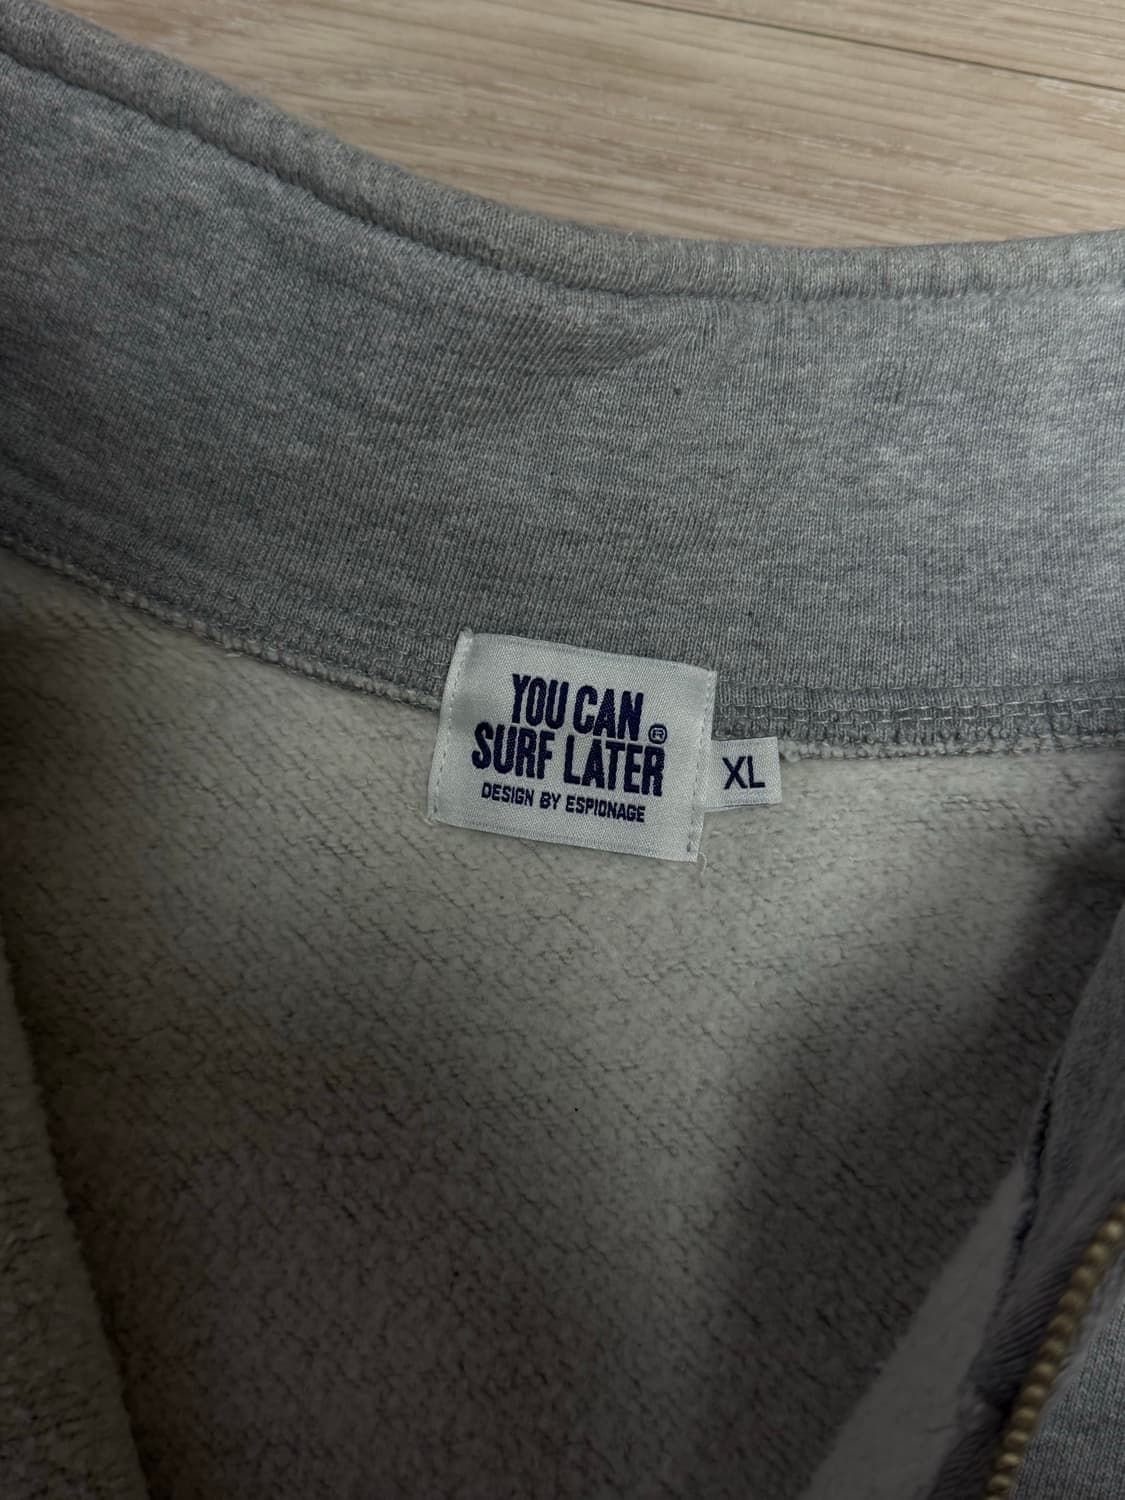 YOU CAN
SURF LATER ®
DESIGN BY ESPIONAGE
XL